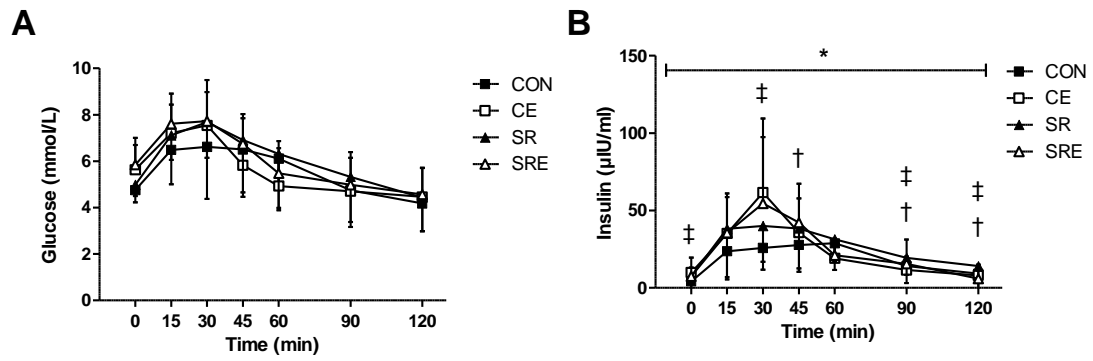 A
Glucose (mmol/L)
10
8
6
4
2
0
0 15 30 45 60 90 120
Time (min)
CON
CE
SR
SRE
B
Insulin (µIU/ml)
150
100
50
0
*
‡
‡
†
‡
†
‡
†
0 15 30 45 60 90 120
Time (min)
CON
CE
SR
SRE